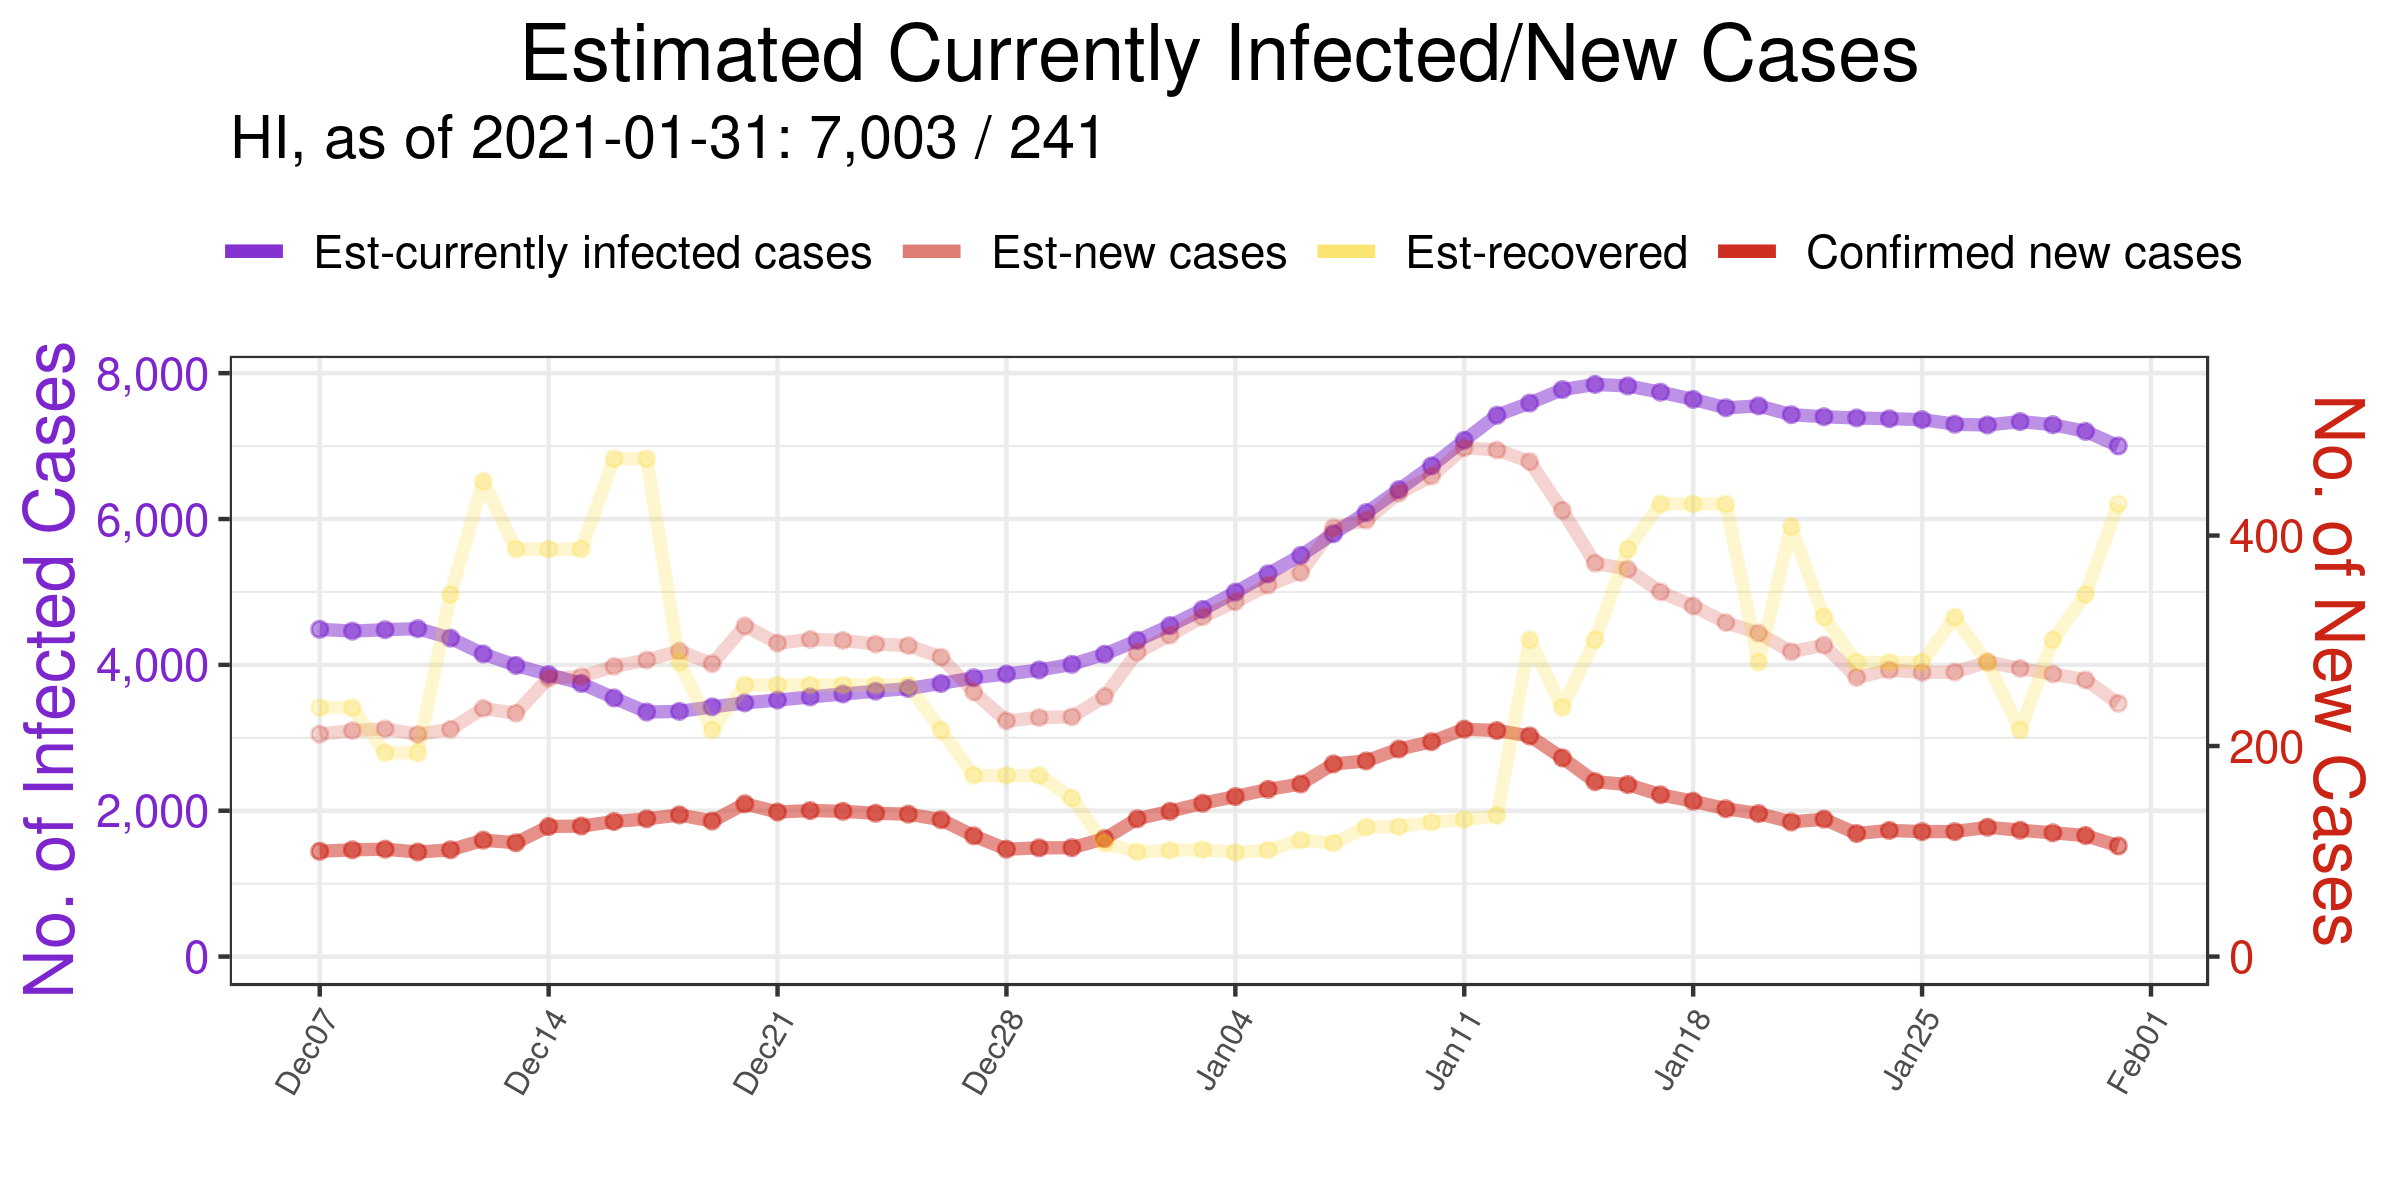 Estimated Currently Infected/New Cases
HI, as of 2021-01-31: 7,003 / 241
Est-currently infected cases Est-new cases Est-recovered Confirmed new cases
No. of Infected Cases
8,000
6,000
4,000
2,000
0
400
200
0
No. of New Cases
Dec07 Dec14 Dec21 Dec28 Jan04 Jan11 Jan18 Jan25 Feb01